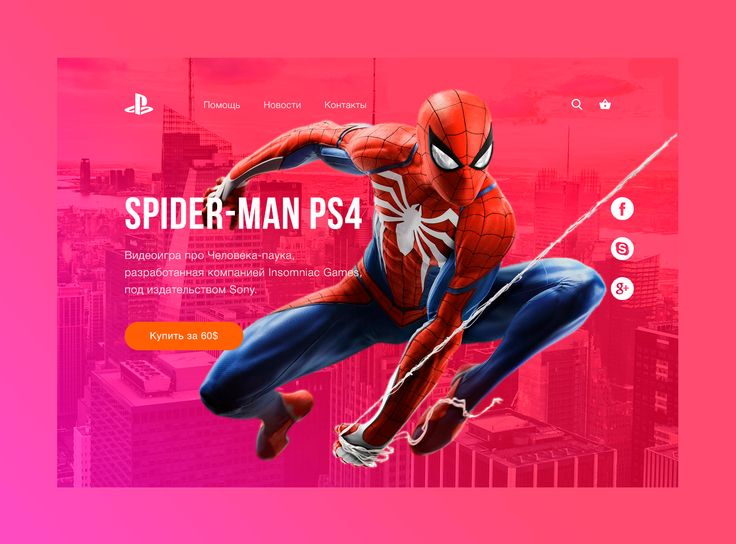 Помощь Новости Контакты
SPIDER-MAN PS4
Видеоигра про Человека-паука,
разработанная компанией Insomniac Games,
под издательством Sony.
Купить за 60$
f
S
g+